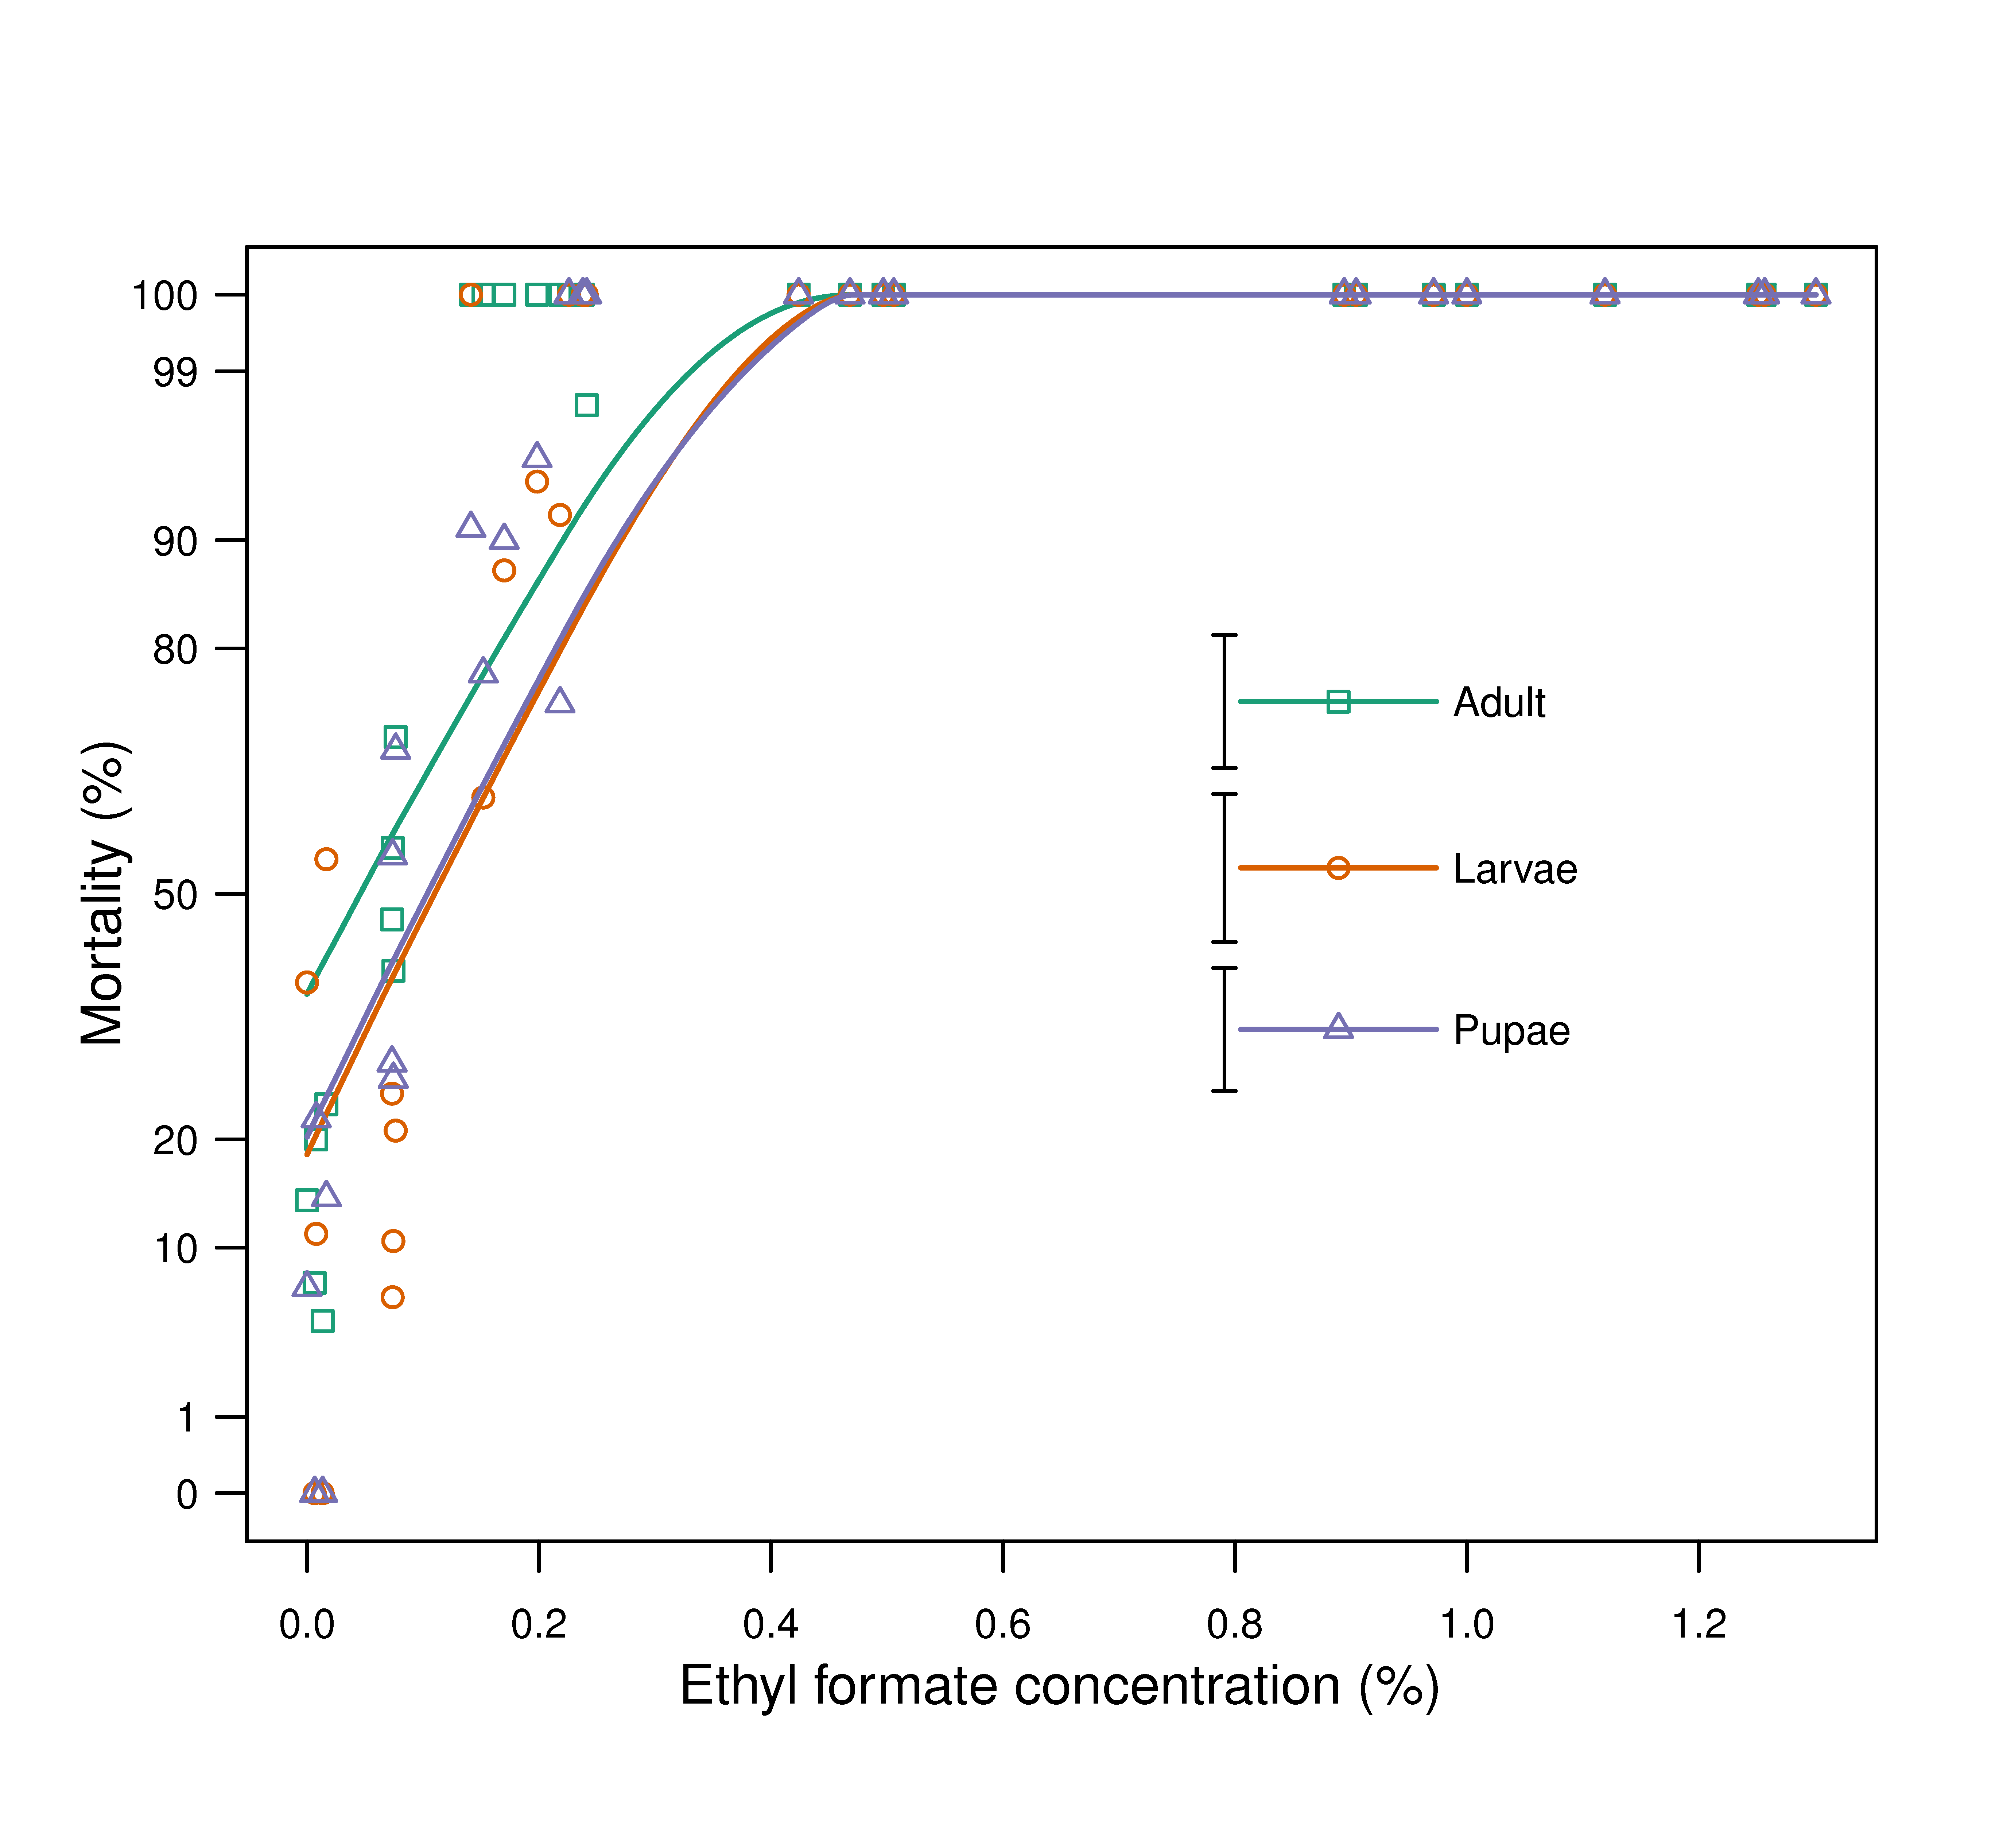 Mortality (%)
100
99
90
80
50
20
10
1
0
Adult
Larvae
Pupae
0.0 0.2 0.4 0.6 0.8 1.0 1.2
Ethyl formate concentration (%)